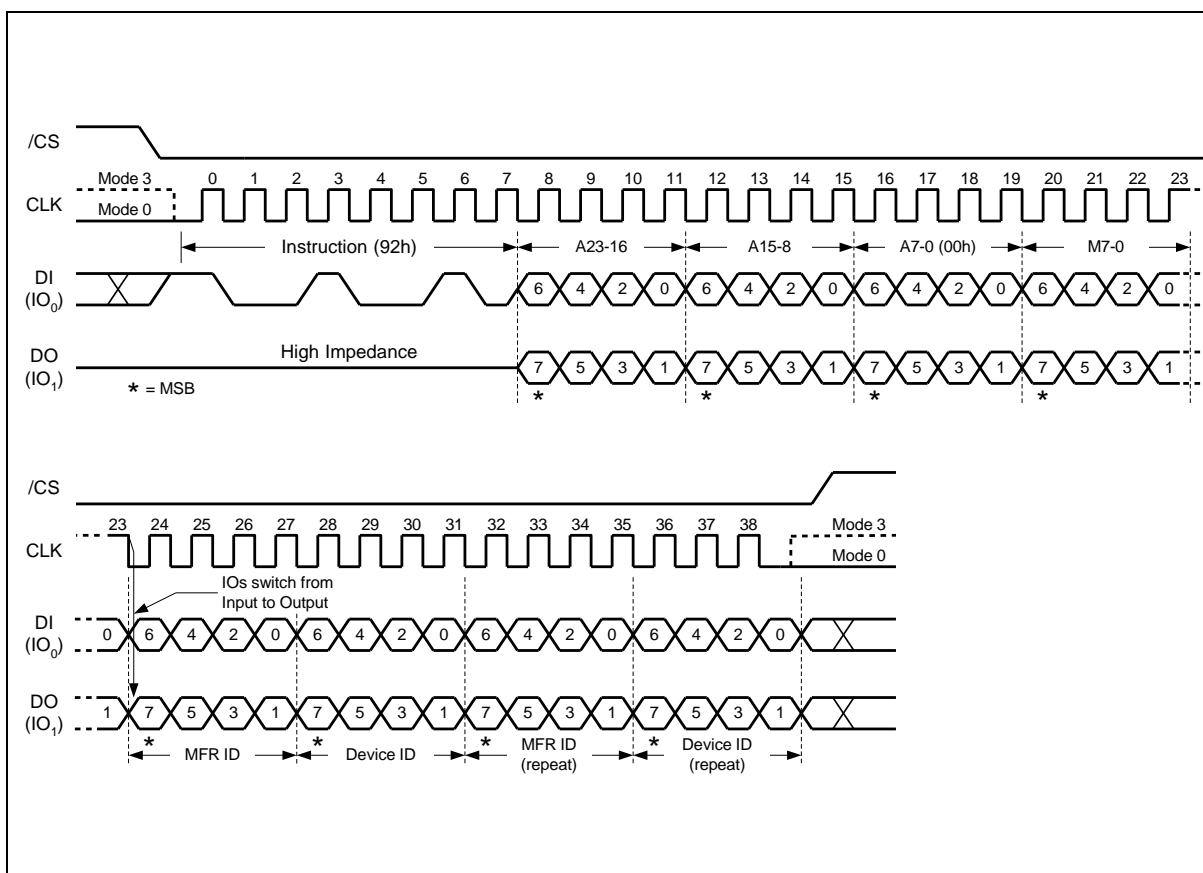 /CS
Mode 3
0 1 2 3 4 5 6 7 8 9 10 11 12 13 14 15 16 17 18 19 20 21 22 23
CLK
Mode 0
Instruction (92h) A23-16 A15-8 A7-0 (00h) M7-0
DI
(IO0)
6 4 2 0 6 4 2 0 6 4 2 0 6 4 2 0
High Impedance
DO
(IO1)
7 5 3 1 7 5 3 1 7 5 3 1 7 5 3 1
* = MSB
* * * *
/CS
23 24 25 26 27 28 29 30 31 32 33 34 35 36 37 38
Mode 3
CLK
Mode 0
IOs switch from
Input to Output
DI
(IO0)
0 6 4 2 0 6 4 2 0 6 4 2 0 6 4 2 0
DO
(IO1)
1 7 5 3 1 7 5 3 1 7 5 3 1 7 5 3 1
* * * *
MFR ID Device ID MFR ID
(repeat)
Device ID
(repeat)